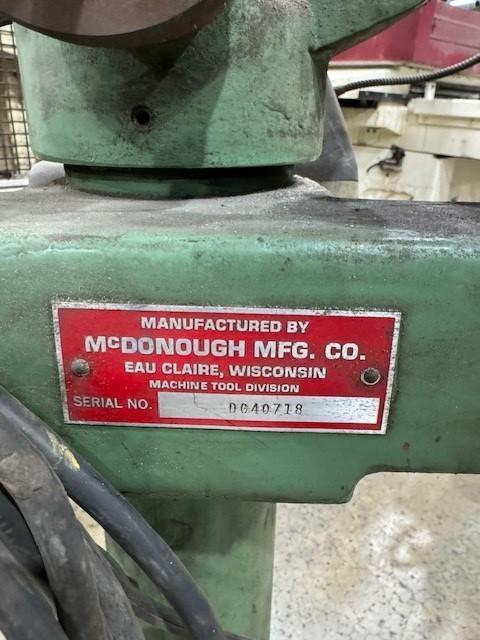 MANUFACTURED BY
McDONOUGH MFG. CO.
EAU CLAIRE, WISCONSIN
MACHINE TOOL DIVISION
SERIAL NO. DG40718